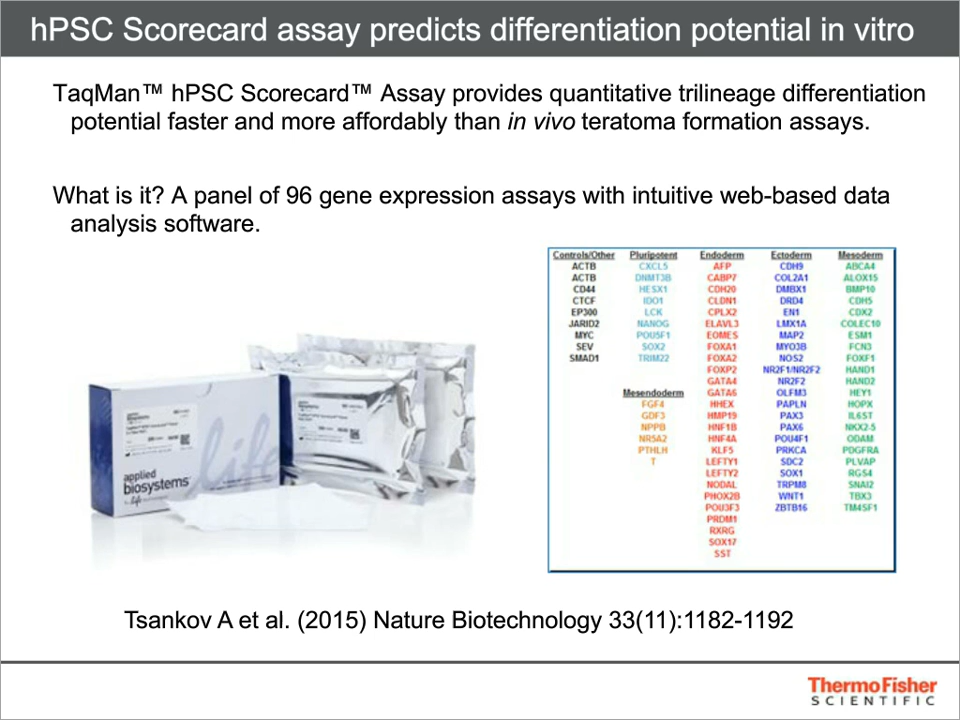 hPSC Scorecard assay predicts differentiation potential in vitro
TaqMan™ hPSC Scorecard™ Assay provides quantitative trilineage differentiation
potential faster and more affordably than in vivo teratoma formation assays.
What is it? A panel of 96 gene expression assays with intuitive web-based data
analysis software.
applied
biosystems
life
Controls/Other
ACTB
ACTB
CD44
CTCF
EP300
JARID2
MYC
SEV
SMAD1
Pluripotent
CXCL5
DNMT3B
HESX1
IDO1
LCK
NANOG
POU5F1
SOX2
TRIM22
Mesendoderm
FGF4
GDF3
NPPB
NR5A2
PTHLH
T
Endoderm
AFP
CABP7
CDH20
CLDN1
CPLX2
ELAVL3
EOMES
FOXA1
FOXA2
FOXP2
GATA4
GATA6
HHEX
HMP19
HNF1B
HNF4A
KLF5
LEFTY1
LEFTY2
NODAL
PHOX2B
POU3F3
PRDM1
RXRG
SOX17
SST
Ectoderm
CDH9
COL2A1
DMBX1
DRD4
EN1
LMX1A
MAP2
MYO3B
NOS2
NR2F1/NR2F2
NR2F2
OLFM3
PAPLN
PAX3
PAX6
POU4F1
PRKCA
SDC2
SOX1
TRPM8
WNT1
ZBTB16
Mesoderm
ABCA4
ALOX15
BMP10
CDH5
CDX2
COLEC10
ESM1
FCN3
FOXF1
HAND1
HAND2
HEY1
HOPX
IL6ST
NKX2-5
ODAM
PDGFRA
PLVAP
RGS4
SNAI2
TBX3
TM4SF1
Tsankov A et al. (2015) Nature Biotechnology 33(11):1182-1192
ThermoFisher
SCIENTIFIC